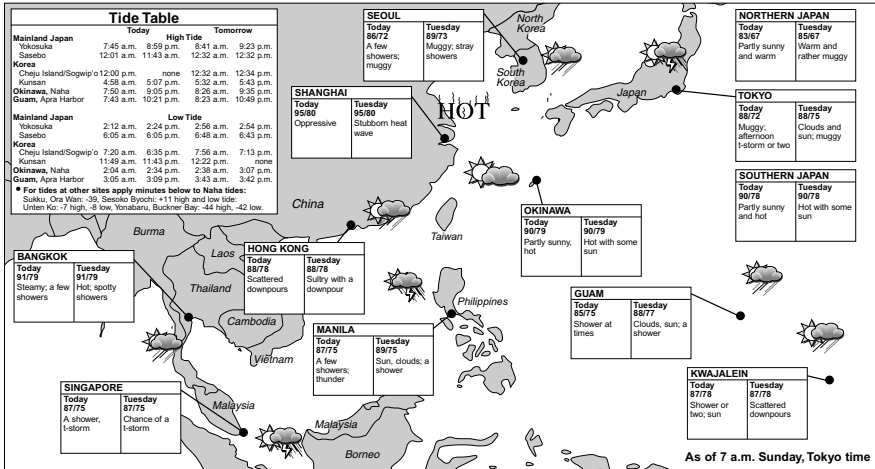 Tide Table
Today Tomorrow
Mainland Japan High Tide
Yokosuka 7:45 a.m. 8:59 p.m. 8:41 a.m. 9:23 p.m.
Sasebo 12:01 a.m. 11:43 a.m. 12:32 a.m. 12:32 p.m.
Korea
Cheju Island/Sogwip'o 12:00 p.m. none 12:32 a.m. 12:34 p.m.
Kunsan 4:58 a.m. 5:07 p.m. 5:32 a.m. 5:43 p.m.
Okinawa, Naha 7:50 a.m. 9:05 p.m. 8:26 a.m. 9:35 p.m.
Guam, Apra Harbor 7:43 a.m. 10:21 p.m. 8:23 a.m. 10:49 p.m.
Mainland Japan Low Tide
Yokosuka 2:12 a.m. 2:24 p.m. 2:56 a.m. 2:54 p.m.
Sasebo 6:05 a.m. 6:05 p.m. 6:48 a.m. 6:43 p.m.
Korea
Cheju Island/Sogwip'o 7:20 a.m. 6:35 p.m. 7:56 a.m. 7:13 p.m.
Kunsan 11:49 a.m. 11:43 p.m. 12:22 p.m. none
Okinawa, Naha 2:04 a.m. 2:34 p.m. 2:38 a.m. 3:07 p.m.
Guam, Apra Harbor 3:05 a.m. 3:09 p.m. 3:43 a.m. 3:42 p.m.
• For tides at other sites apply minutes below to Naha tides:
Sukku, Ora Wan: -39, Sesoko Byochi: +11 high and low tide:
Unten Ko: -7 high, -8 low, Yonabaru, Buckner Bay: -44 high, -42 low.
SEOUL
Today Tuesday
86/72 89/73
A few Muggy; stray
showers; showers
muggy
North
Korea
South
Korea
Japan
NORTHERN JAPAN
Today Tuesday
83/67 85/67
Partly sunny Warm and
and warm rather muggy
TOKYO
Today Tuesday
88/72 88/75
Muggy; Clouds and
afternoon sun; muggy
t-storm or two
SOUTHERN JAPAN
Today Tuesday
90/78 90/78
Partly sunny Hot with some
and hot sun
SHANGHAI
Today Tuesday
95/80 95/80
Oppressive Stubborn heat
wave
HOT
China
Taiwan
OKINAWA
Today Tuesday
90/79 90/79
Partly sunny, Hot with some
hot sun
Burma
Laos
Thailand
Cambodia
Vietnam
Philippines
BANGKOK
Today Tuesday
91/79 91/79
Steamy; a few Hot; spotty
showers showers
HONG KONG
Today Tuesday
88/78 88/78
Scattered Sultry with a
downpours downpour
GUAM
Today Tuesday
85/75 88/77
Shower at Clouds, sun; a
times shower
MANILA
Today Tuesday
87/75 89/75
A few Sun, clouds; a
showers; shower
thunder
KWAJALEIN
Today Tuesday
87/78 87/78
Shower or Scattered
two; sun downpours
SINGAPORE
Today Tuesday
87/75 87/75
A shower, Chance of a
t-storm t-storm
Malaysia
Malaysia
Borneo
As of 7 a.m. Sunday, Tokyo time